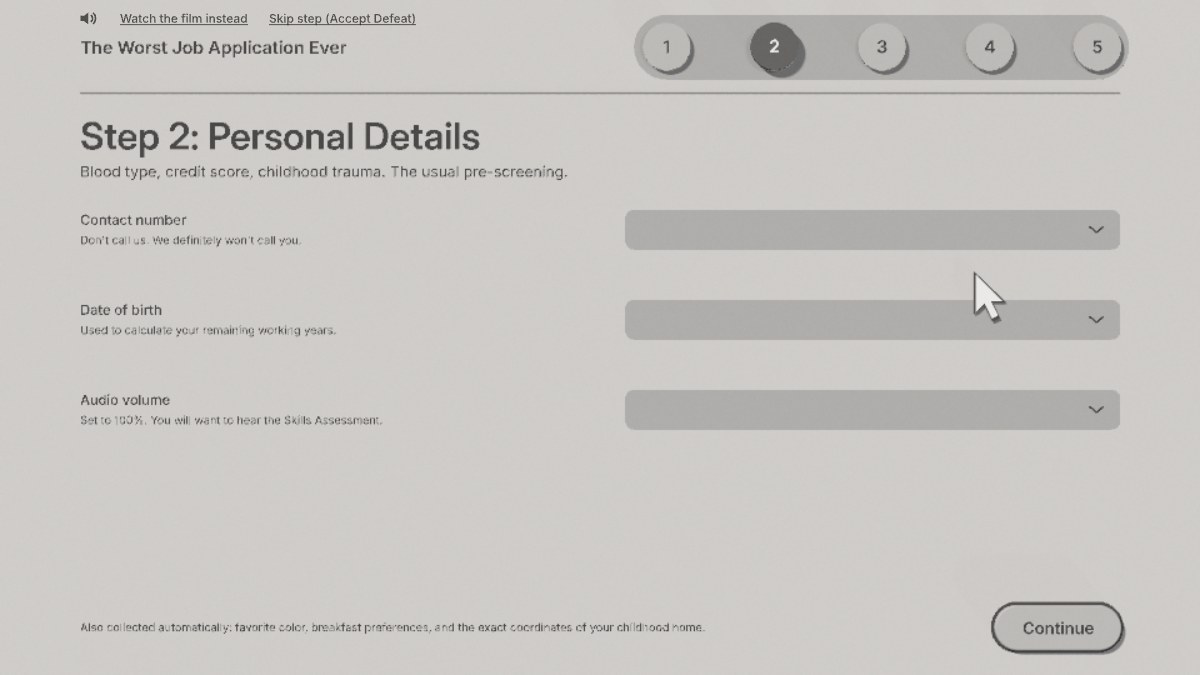 Watch the film instead Skip step (Accept Defeat)
The Worst Job Application Ever
1 2 3 4 5
Step 2: Personal Details
Blood type, credit score, childhood trauma. The usual pre-screening.
Contact number
Don't call us. We definitely won't call you.
Date of birth
Used to calculate your remaining working years.
Audio volume
Set to 100%. You will want to hear the Skills Assessment.
Also collected automatically: favorite color, breakfast preferences, and the exact coordinates of your childhood home.
Continue